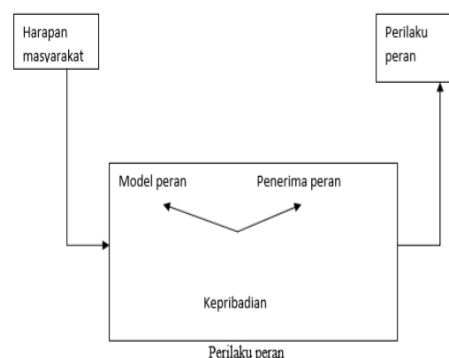 Harapan
masyarakat
Perilaku
peran
Model peran
Penerima peran
Kepribadian
Perilaku peran